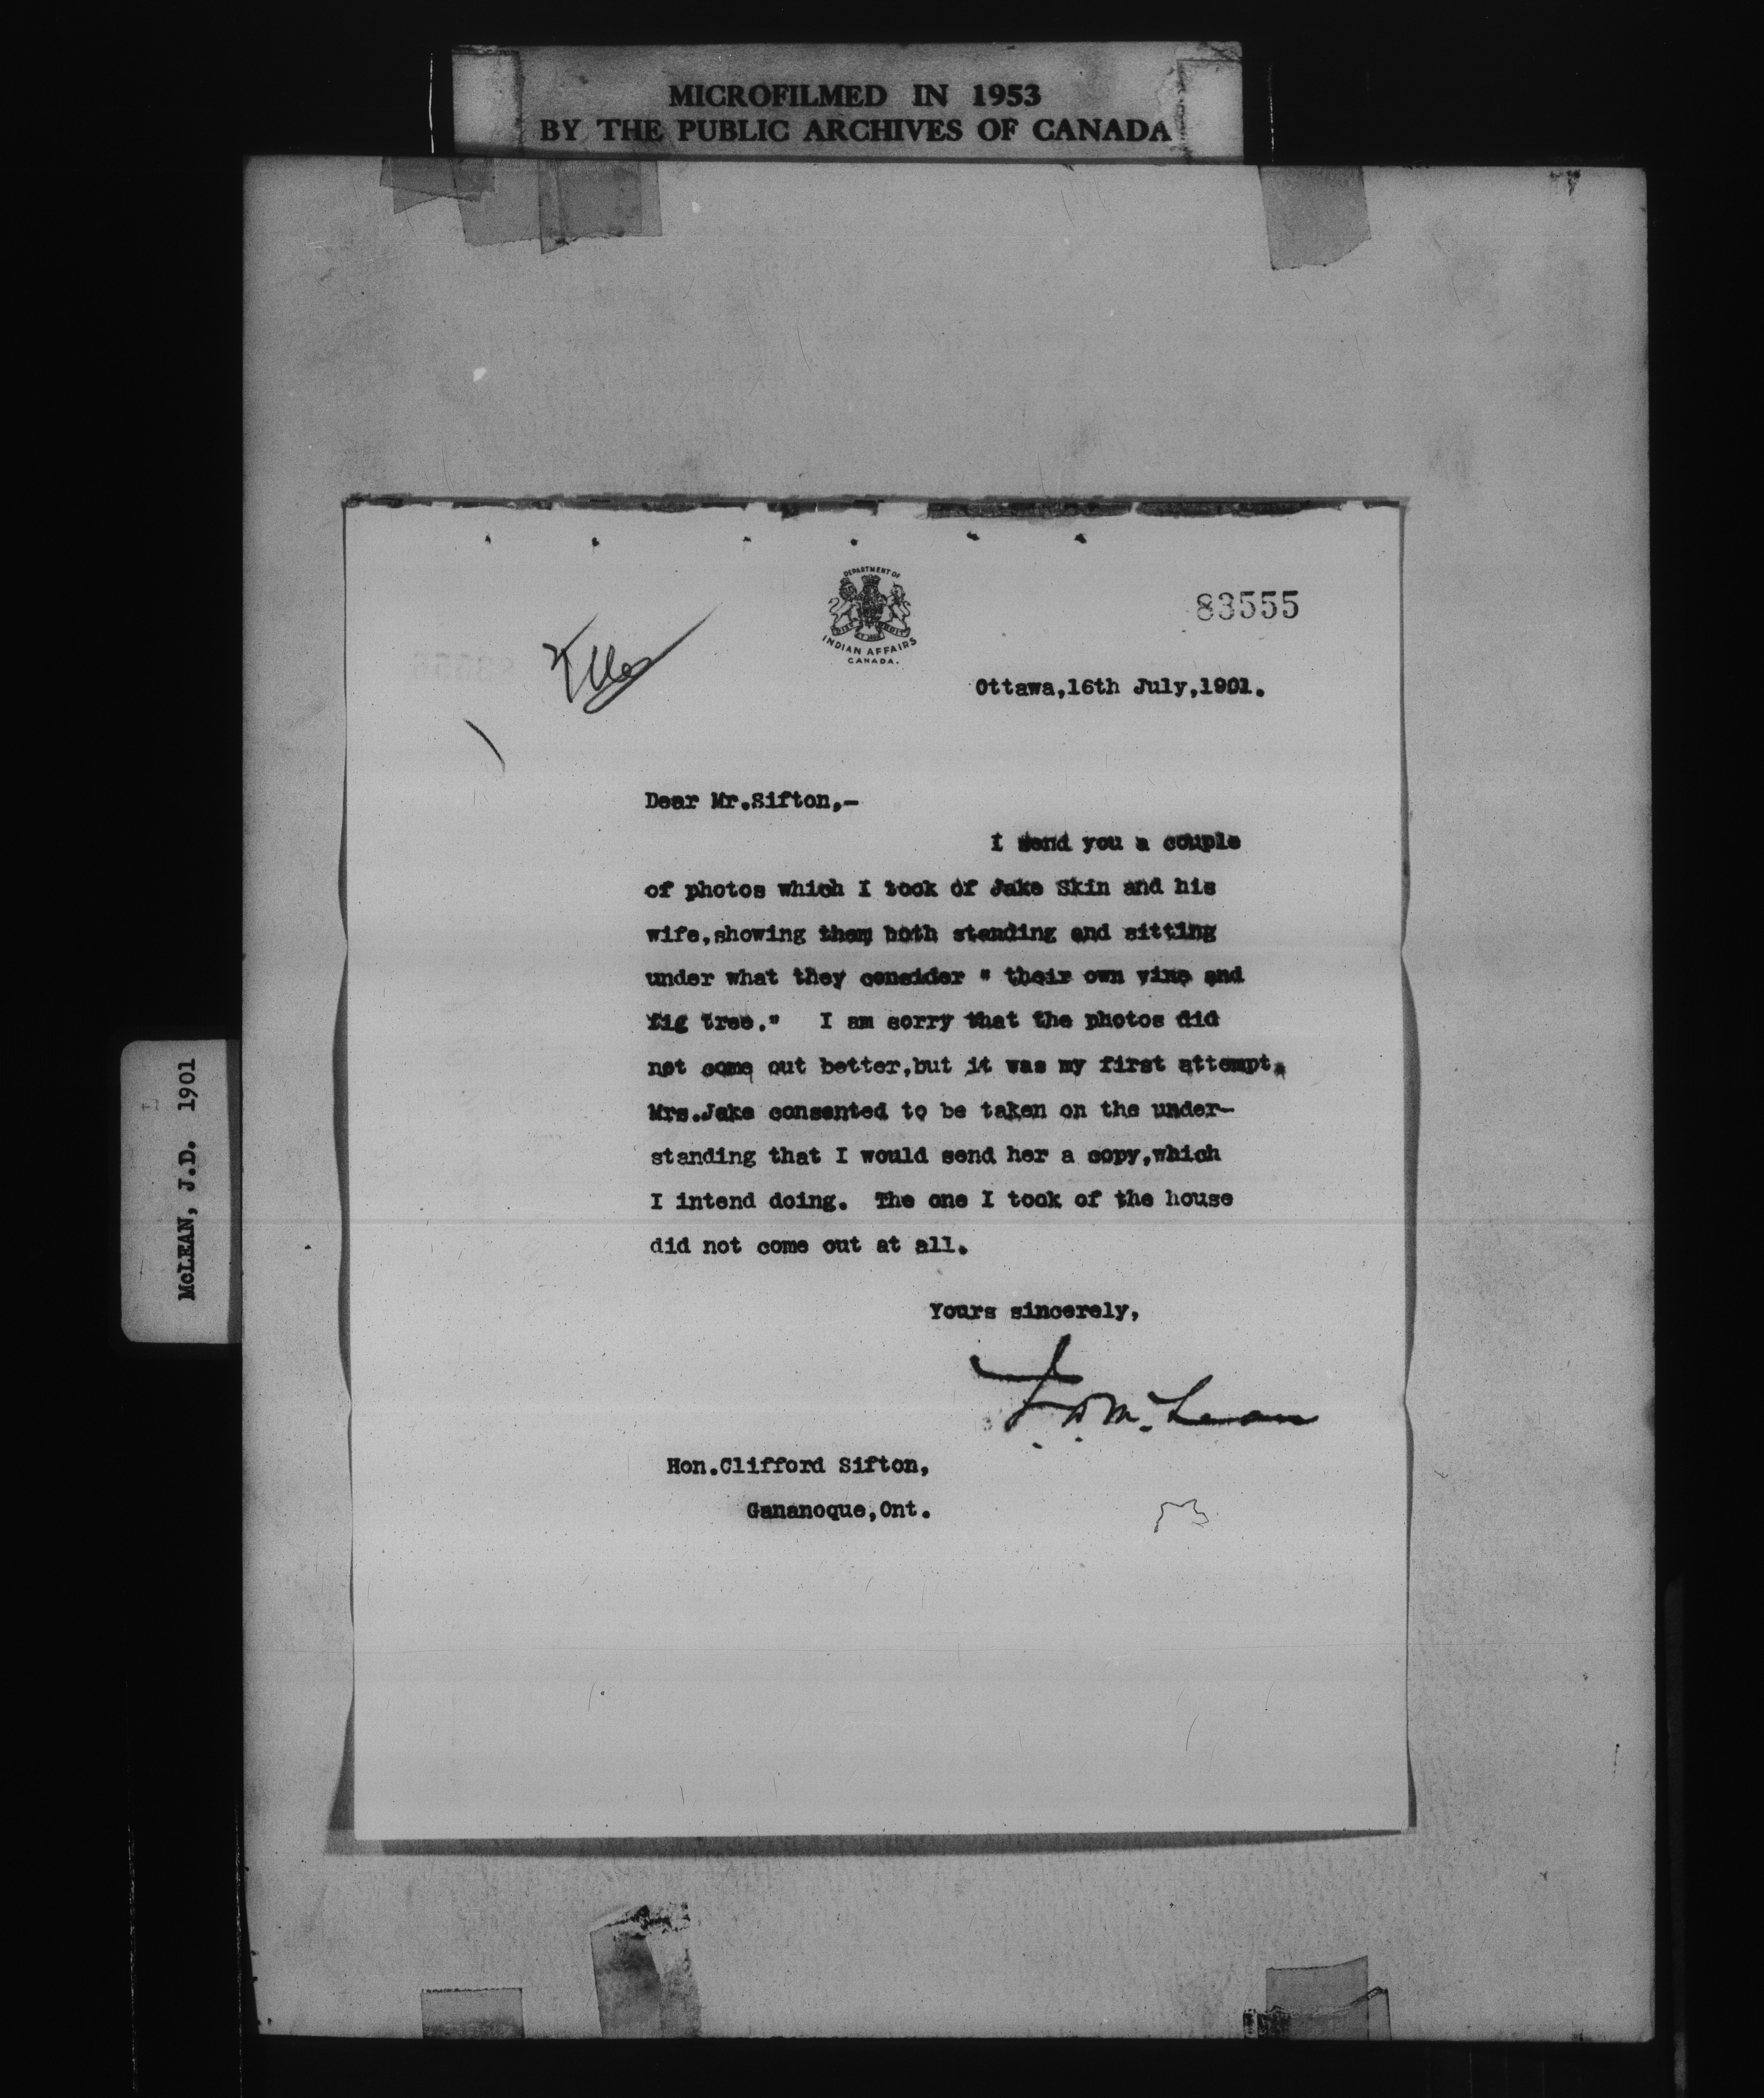 MICROFILMED IN 1953
BY THE PUBLIC ARCHIVES OF CANADA
DEPARTMENT OF
INDIAN AFFAIRS
CANADA.
83555
Ottawa,16th July,1901.
Dear Mr.Sifton,-
I send you a couple
of photos which I took of Jake Skin and his
wife,showing them both standing and sitting
under what they consider " their own vine and
fig tree." I am sorry that the photos did
not come out better,but it was my first attempt.
Mrs.Jake consented to be taken on the under-
standing that I would send her a copy,which
I intend doing. The one I took of the house
did not come out at all.
Yours sincerely,
J.D.McLean
Hon.Clifford Sifton,
Gananoque,Ont.
McLEAN, J.D. 1901